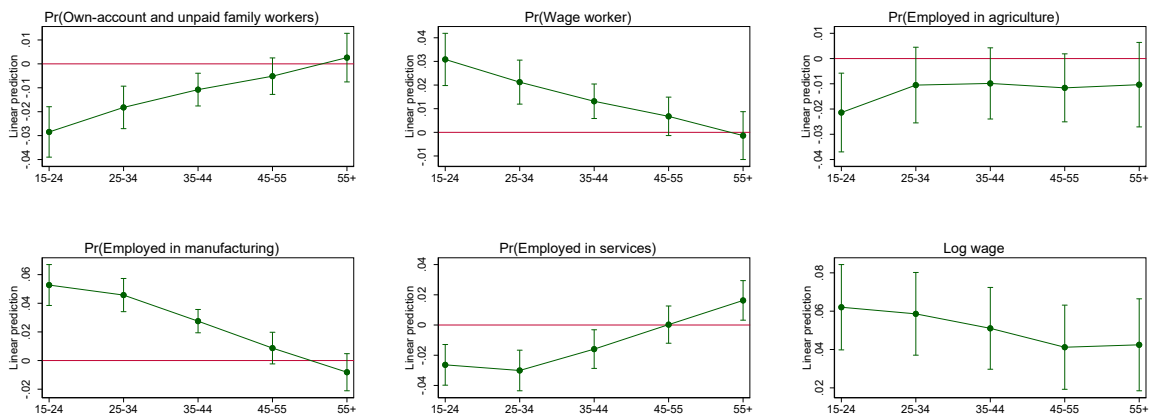 Pr(Own-account and unpaid family workers)
Linear prediction
.01
0
-.01
-.02
-.03
-.04
15-24 25-34 35-44 45-55 55+
Pr(Wage worker)
Linear prediction
.04
.03
.02
.01
0
-.01
15-24 25-34 35-44 45-55 55+
Pr(Employed in agriculture)
Linear prediction
.01
0
-.01
-.02
-.03
-.04
15-24 25-34 35-44 45-55 55+
Pr(Employed in manufacturing)
Linear prediction
.06
.04
.02
0
-.02
15-24 25-34 35-44 45-55 55+
Pr(Employed in services)
Linear prediction
.04
.02
0
-.02
-.04
15-24 25-34 35-44 45-55 55+
Log wage
Linear prediction
.08
.06
.04
.02
15-24 25-34 35-44 45-55 55+